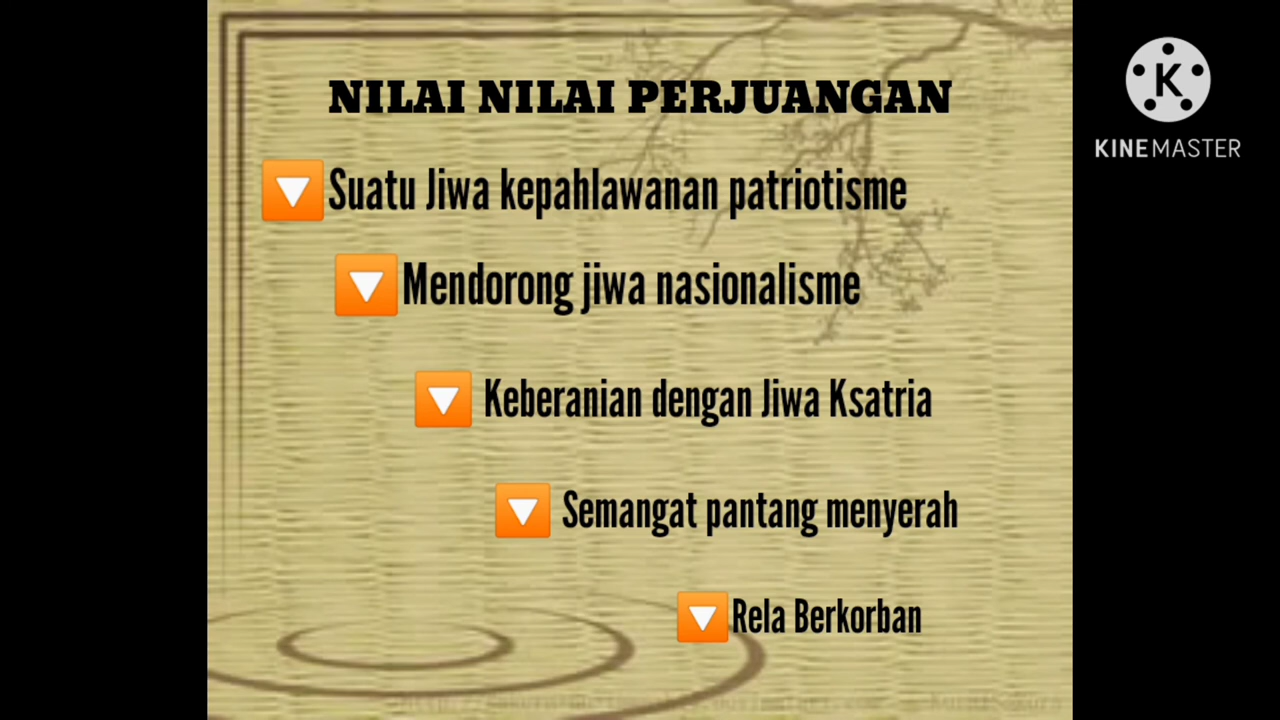 NILAI NILAI PERJUANGAN
Suatu Jiwa kepahlawanan patriotisme
Mendorong jiwa nasionalisme
Keberanian dengan Jiwa Ksatria
Semangat pantang menyerah
Rela Berkorban
K
KINEMASTER